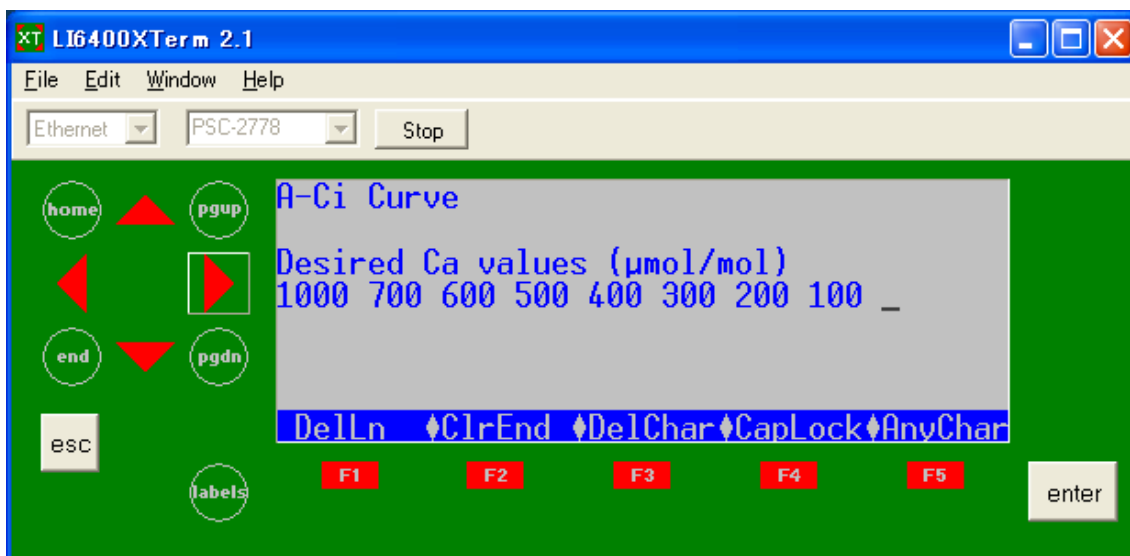 XT LI6400XTerm 2.1
File Edit Window Help
Ethernet PSC-2778 Stop
home pgup
A-Ci Curve
Desired Ca values (µmol/mol)
1000 700 600 500 400 300 200 100 _
end pgdn
esc
DelLn ♦ClrEnd ♦DelChar♦CapLock♦AnyChar
labels
F1 F2 F3 F4 F5
enter